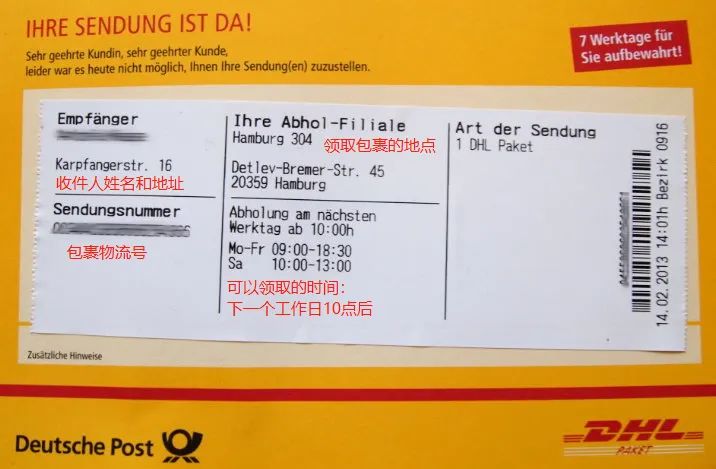 IHRE SENDUNG IST DA!
Sehr geehrte Kundin, sehr geehrter Kunde,
leider war es heute nicht möglich, Ihnen Ihre Sendung(en) zuzustellen.
7 Werktage für
Sie aufbewahrt!
Empfänger
Karpfangerstr. 16
收件人姓名和地址
Sendungsnummer
包裹物流号
Ihre Abhol-Filiale
Hamburg 304
领取包裹的地点
Detlev-Bremer-Str. 45
20359 Hamburg
Abholung am nächsten
Werktag ab 10:00h
Mo-Fr 09:00-18:30
Sa 10:00-13:00
可以领取的时间：
下一个工作日10点后
Art der Sendung
1 DHL Paket
14.02.2013 14:01h Bezirk 0916
Zusätzliche Hinweise
Deutsche Post
DHL
PAKET